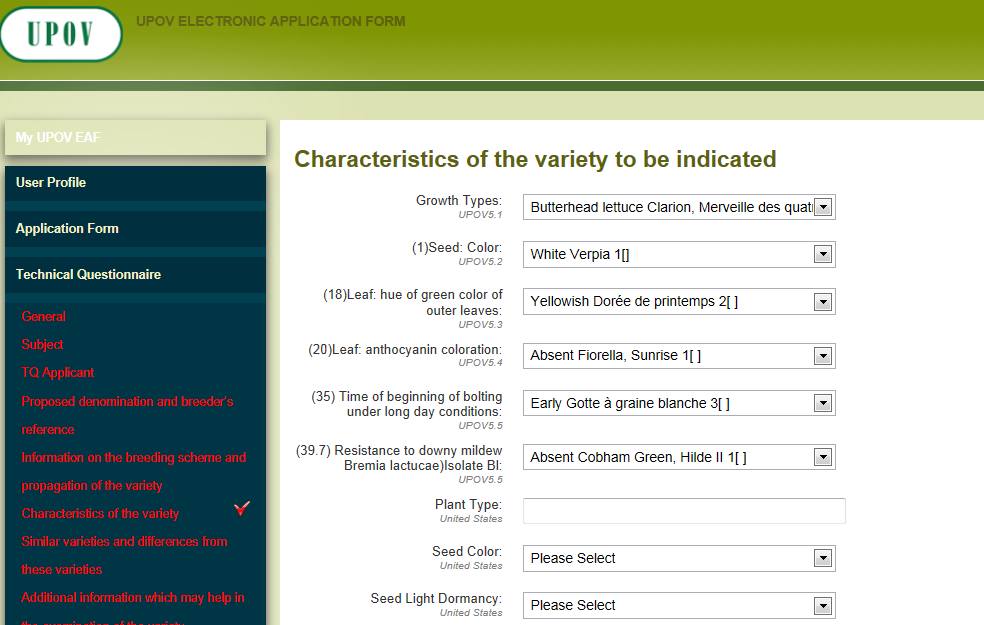 UPOV
UPOV ELECTRONIC APPLICATION FORM
My UPOV EAF
User Profile
Application Form
Technical Questionnaire
General
Subject
TQ Applicant
Proposed denomination and breeder's
reference
Information on the breeding scheme and
propagation of the variety
Characteristics of the variety
Similar varieties and differences from
these varieties
Additional information which may help in
the examination of the variety
Characteristics of the variety to be indicated
Growth Types:
UPOV5.1
Butterhead lettuce Clarion, Merveille des quat
(1)Seed: Color:
UPOV5.2
White Verpia 1[]
(18)Leaf: hue of green color of
outer leaves:
UPOV5.3
Yellowish Dorée de printemps 2[ ]
(20)Leaf: anthocyanin coloration:
UPOV5.4
Absent Fiorella, Sunrise 1[ ]
(35) Time of beginning of bolting
under long day conditions:
UPOV5.5
Early Gotte à graine blanche 3[ ]
(39.7) Resistance to downy mildew
Bremia lactucae)Isolate Bl:
UPOV5.5
Absent Cobham Green, Hilde II 1[ ]
Plant Type:
United States
Seed Color:
United States
Please Select
Seed Light Dormancy:
United States
Please Select